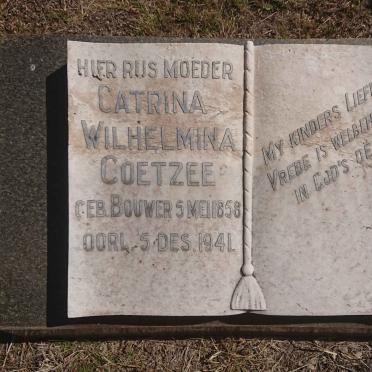 HIER RUS MOEDER
CATRINA
WILHELMINA
COETZEE
GEB. BOUWER 5 MEI 1858
OORL. 5 DES. 1941.
MY KINDERS LIEF
VREDE IS WELBEH
IN GOD'S